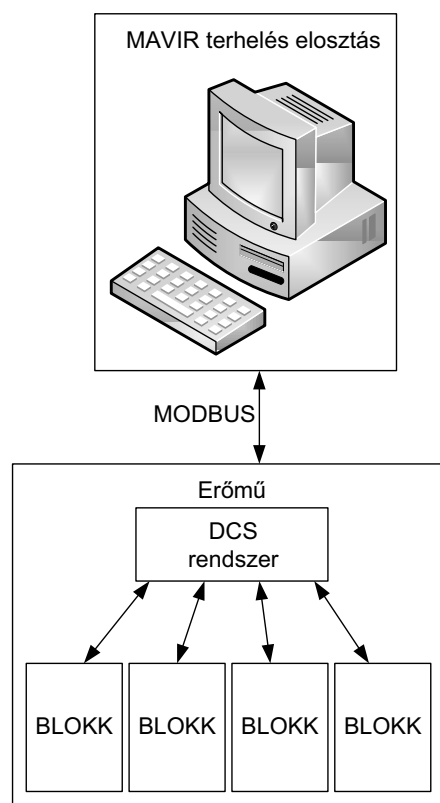 MAVIR terhelés elosztás
MODBUS
Erőmű
DCS
rendszer
BLOKK
BLOKK
BLOKK
BLOKK